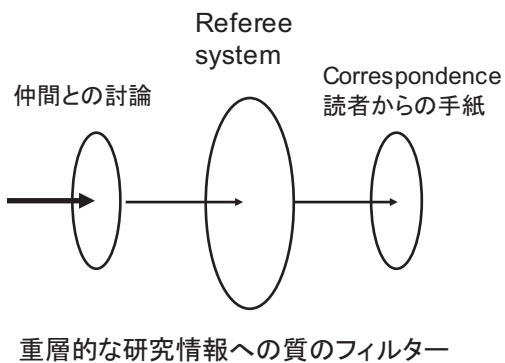 仲間との討論
Referee
system
Correspondence
読者からの手紙
重層的な研究情報への質のフィルター